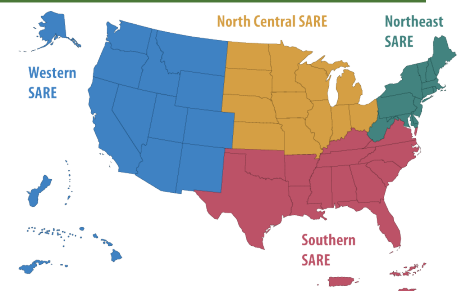 North Central SARE
Northeast
SARE
Western
SARE
Southern
SARE